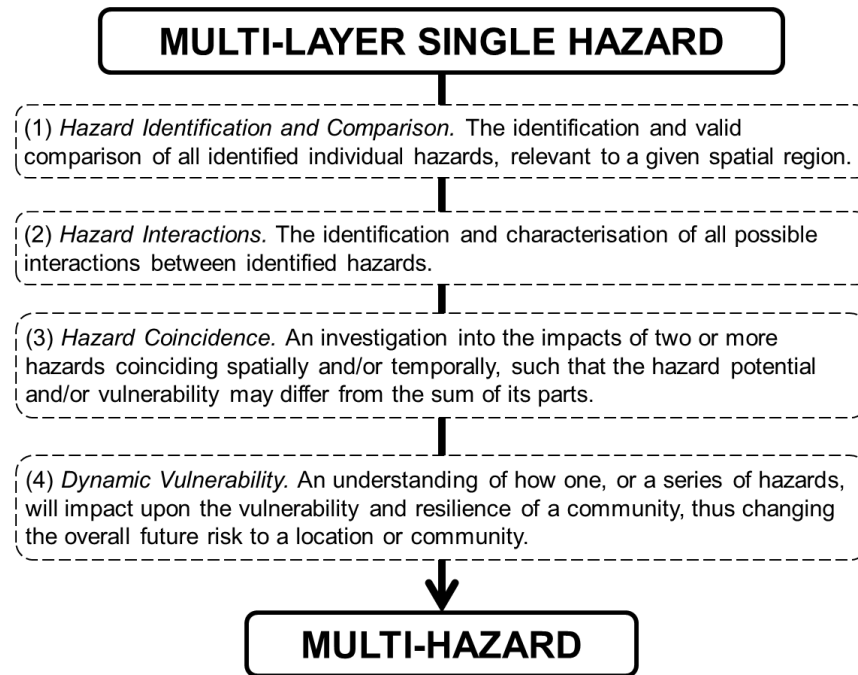 MULTI-LAYER SINGLE HAZARD
(1) Hazard Identification and Comparison. The identification and valid
comparison of all identified individual hazards, relevant to a given spatial region.
(2) Hazard Interactions. The identification and characterisation of all possible
interactions between identified hazards.
(3) Hazard Coincidence. An investigation into the impacts of two or more
hazards coinciding spatially and/or temporally, such that the hazard potential
and/or vulnerability may differ from the sum of its parts.
(4) Dynamic Vulnerability. An understanding of how one, or a series of hazards,
will impact upon the vulnerability and resilience of a community, thus changing
the overall future risk to a location or community.
MULTI-HAZARD